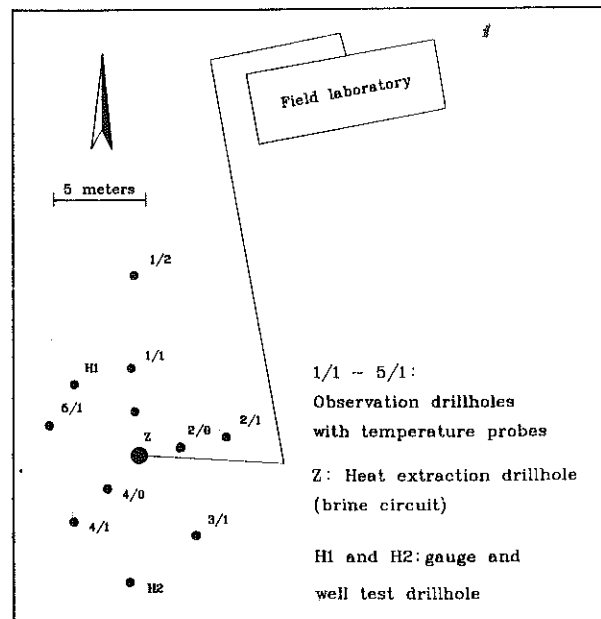 Field laboratory
5 meters
1/2
1/1
H1
5/1
Z
2/0
2/1
4/0
4/1
3/1
H2
1/1 - 5/1:
Observation drillholes
with temperature probes
Z: Heat extraction drillhole
(brine circuit)
H1 and H2: gauge and
well test drillhole